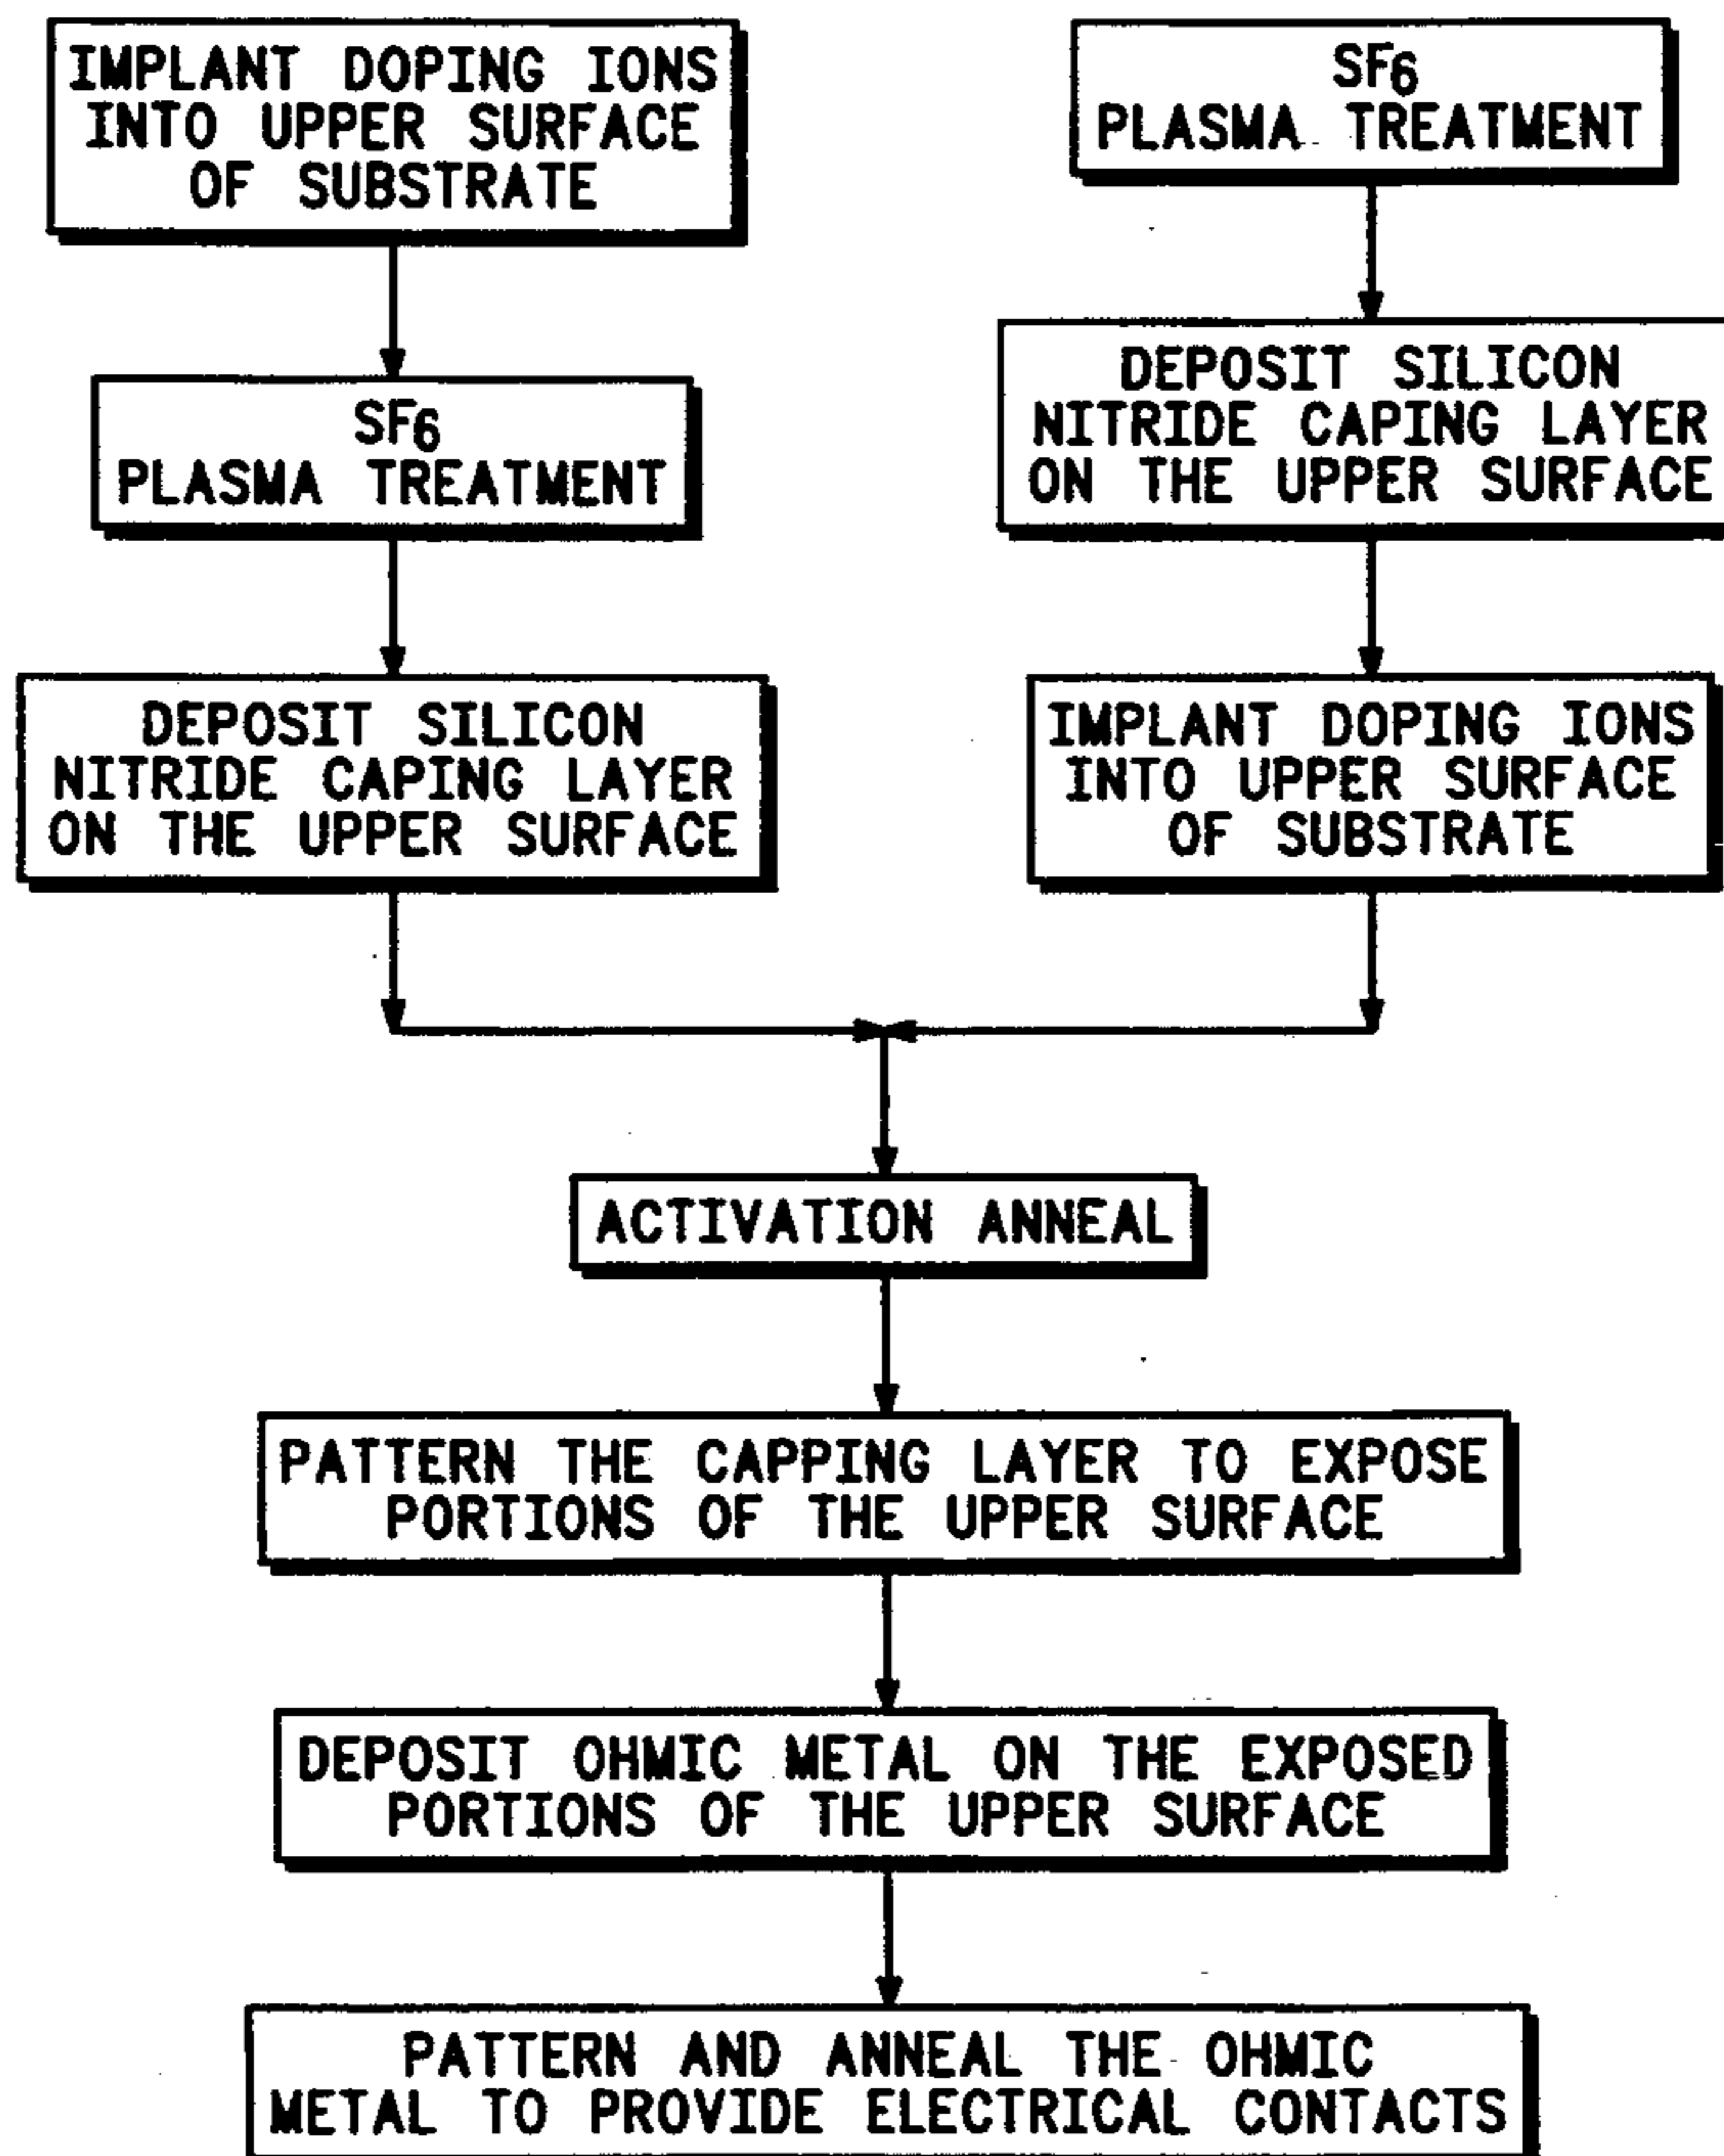 IMPLANT DOPING IONS
INTO UPPER SURFACE
OF SUBSTRATE
SF6
PLASMA TREATMENT
DEPOSIT SILICON
NITRIDE CAPING LAYER
ON THE UPPER SURFACE
SF6
PLASMA TREATMENT
DEPOSIT SILICON
NITRIDE CAPING LAYER
ON THE UPPER SURFACE
IMPLANT DOPING IONS
INTO UPPER SURFACE
OF SUBSTRATE
ACTIVATION ANNEAL
PATTERN THE CAPPING LAYER TO EXPOSE
PORTIONS OF THE UPPER SURFACE
DEPOSIT OHMIC METAL ON THE EXPOSED
PORTIONS OF THE UPPER SURFACE
PATTERN AND ANNEAL THE OHMIC
METAL TO PROVIDE ELECTRICAL CONTACTS